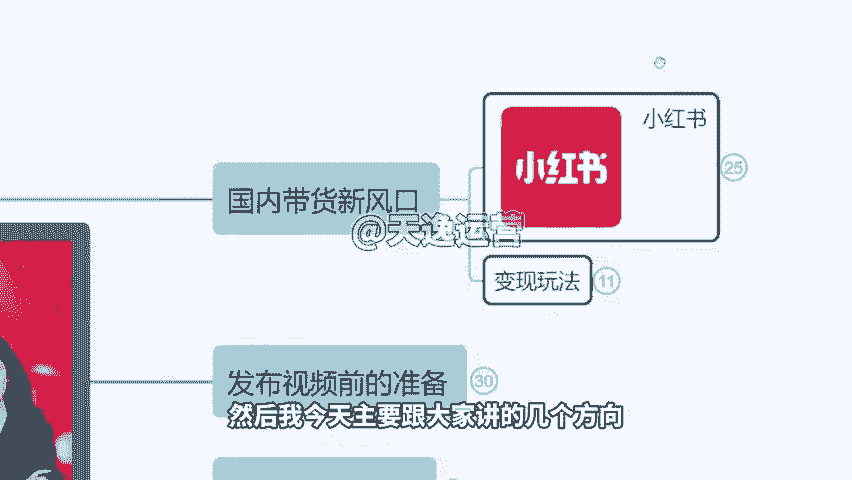 小红书
小红书
25
国内带货新风口
@天逸运营
变现玩法
11
发布视频前的准备
30
然后我今天主要跟大家讲的几个方向